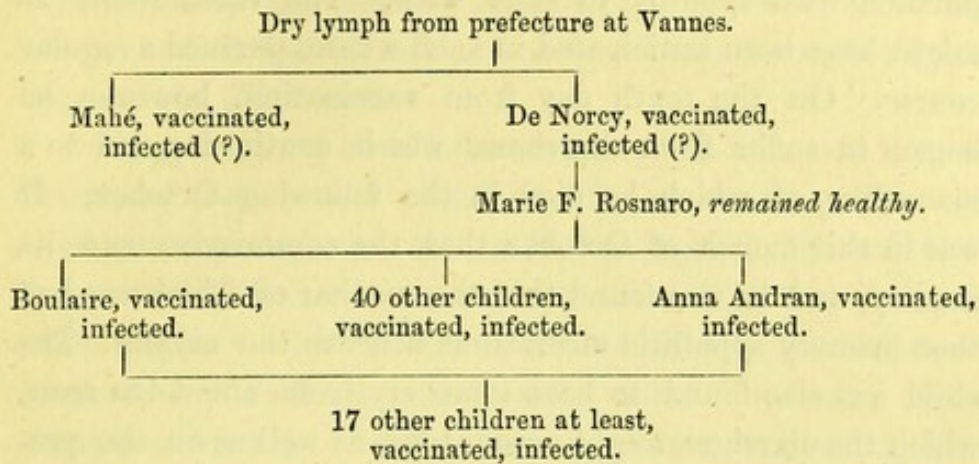 Dry lymph from prefecture at Vannes.
Mahé, vaccinated,
infected (?).
De Norcy, vaccinated,
infected (?).
Marie F. Rosnaro, remained healthy.
Boulaire, vaccinated,
infected.
40 other children,
vaccinated, infected.
Anna Andran, vaccinated,
infected.
17 other children at least,
vaccinated, infected.